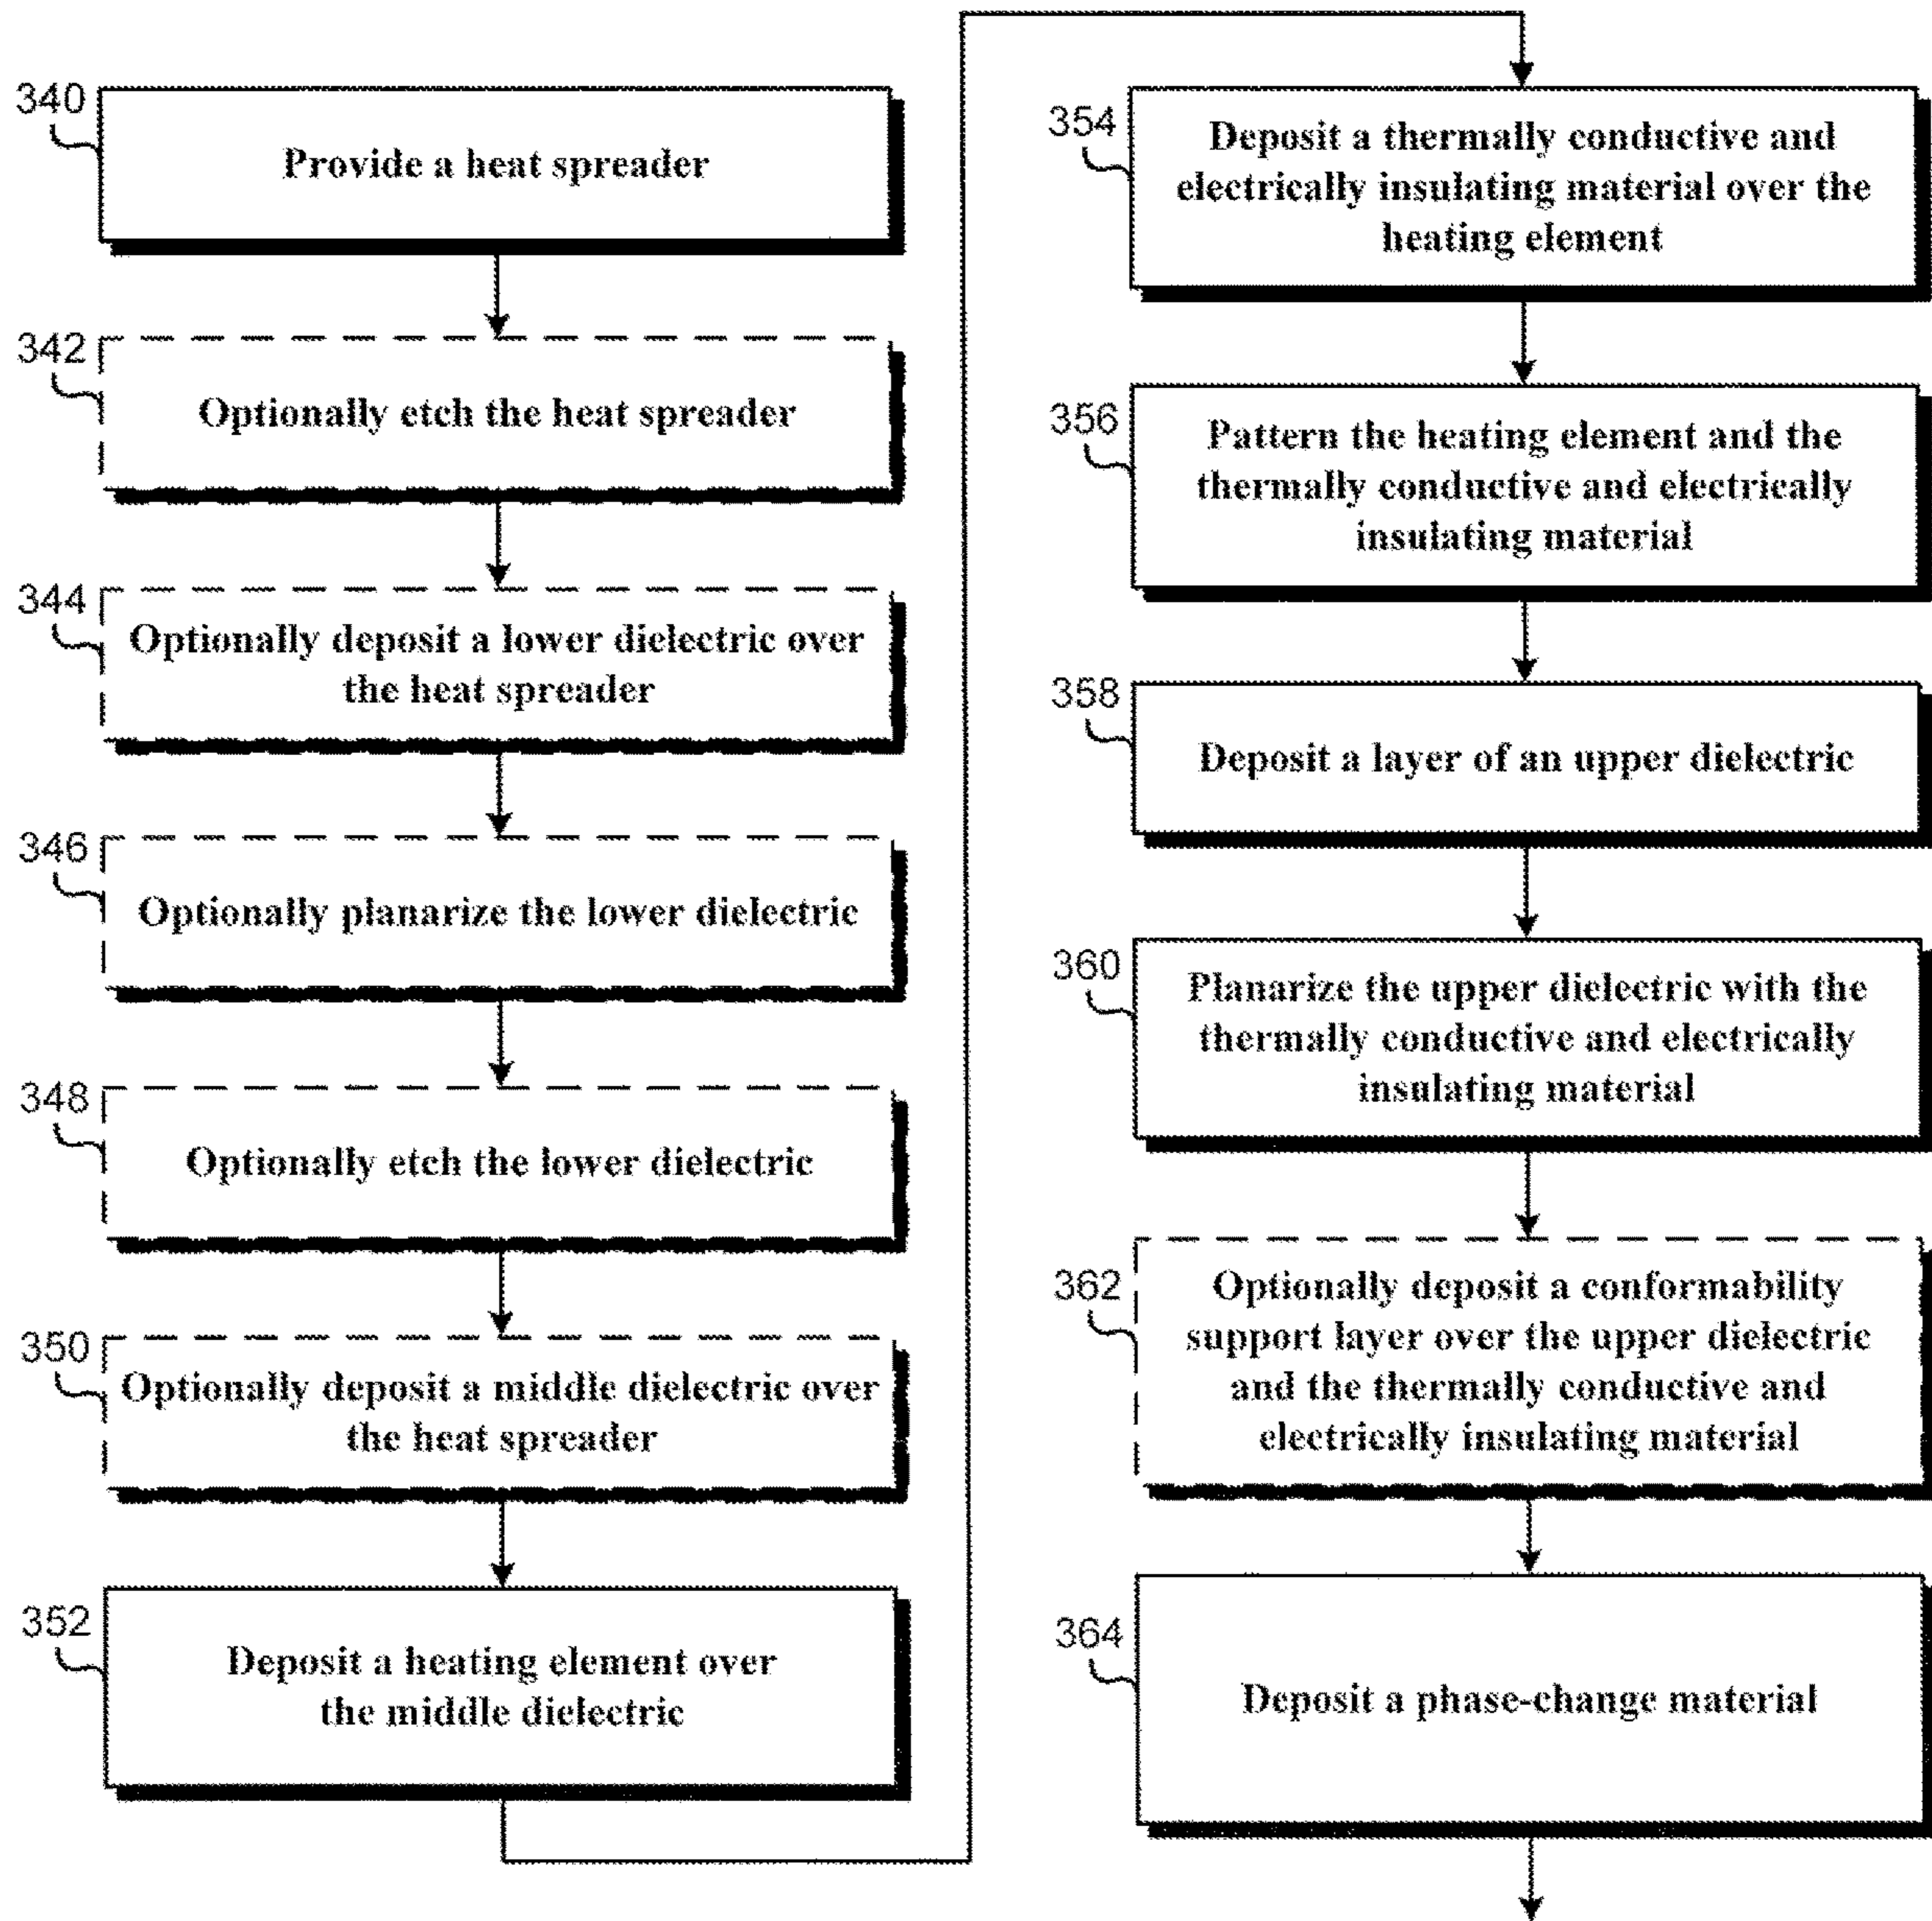 340
Provide a heat spreader
342
Optionally etch the heat spreader
344
Optionally deposit a lower dielectric over
the heat spreader
346
Optionally planarize the lower dielectric
348
Optionally etch the lower dielectric
350
Optionally deposit a middle dielectric over
the heat spreader
352
Deposit a heating element over
the middle dielectric
354
Deposit a thermally conductive and
electrically insulating material over the
heating element
356
Pattern the heating element and the
thermally conductive and electrically
insulating material
358
Deposit a layer of an upper dielectric
360
Planarize the upper dielectric with the
thermally conductive and electrically
insulating material
362
Optionally deposit a conformability
support layer over the upper dielectric
and the thermally conductive and
electrically insulating material
364
Deposit a phase-change material